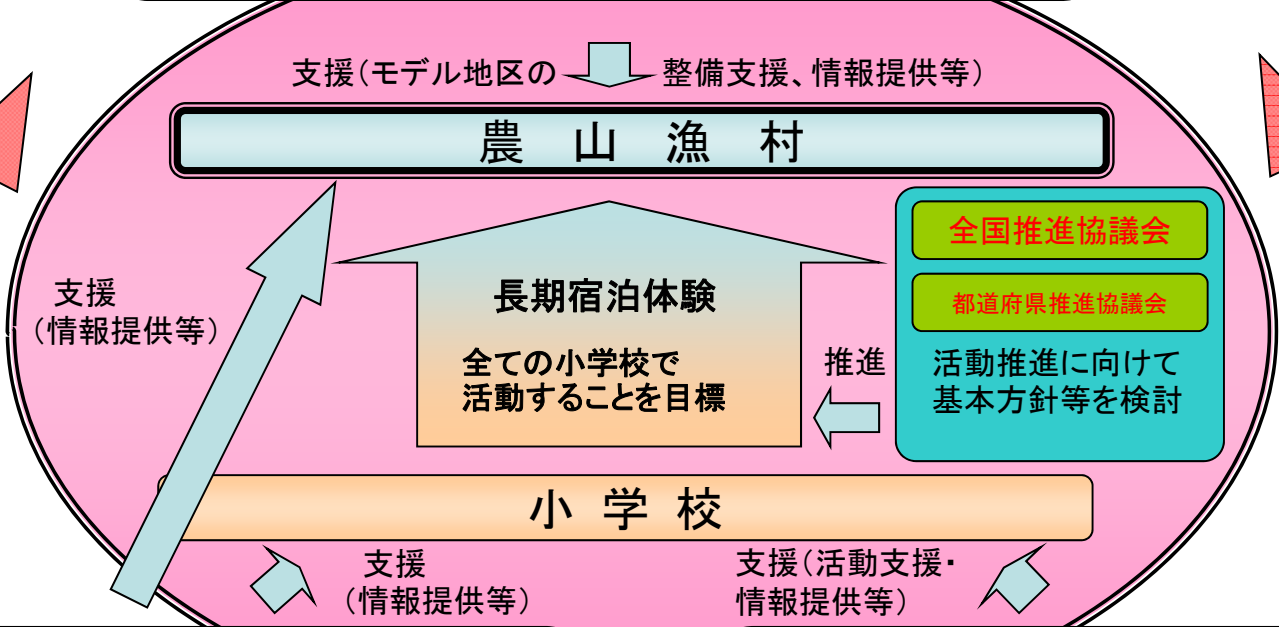 支援(モデル地区の 整備支援、情報提供等)
農 山 漁 村
全国推進協議会
都道府県推進協議会
活動推進に向けて
基本方針等を検討
推進
長期宿泊体験
全ての小学校で
活動することを目標
支援
(情報提供等)
小 学 校
支援
(情報提供等)
支援(活動支援・
情報提供等)